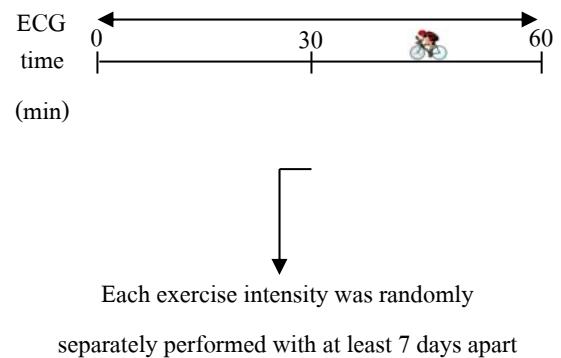 ECG
0 30 60
time
(min)
Each exercise intensity was randomly
separately performed with at least 7 days apart